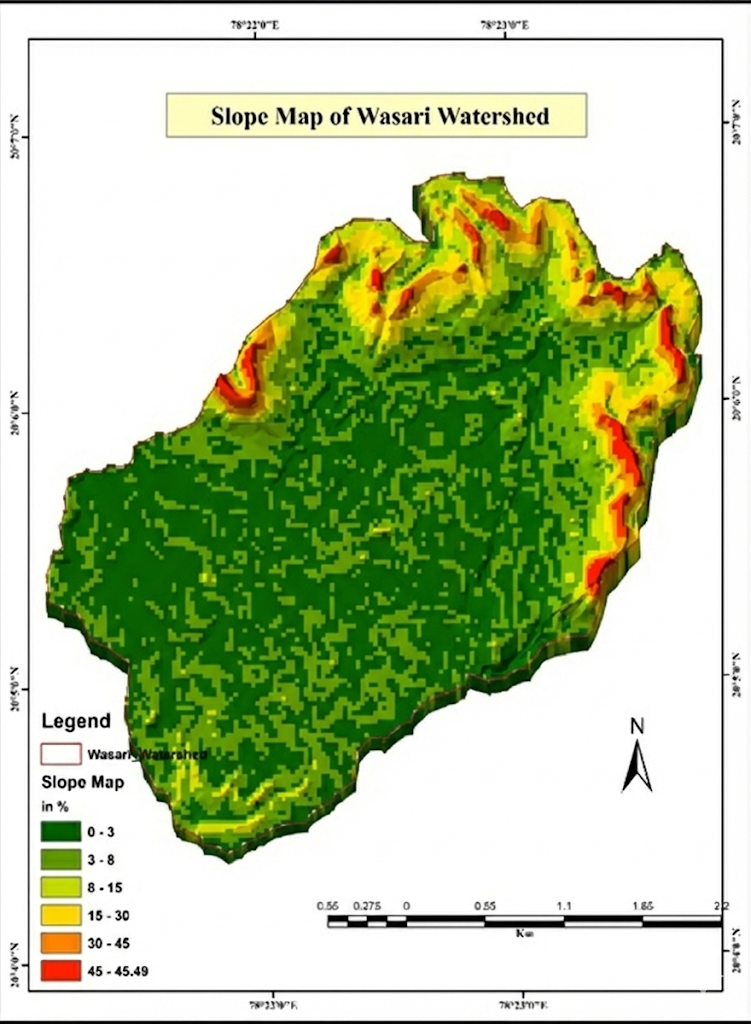 78°22'0"E 78°23'0"E
Slope Map of Wasari Watershed
20°7'0"N 20°7'0"N
20°6'0"N 20°6'0"N
20°5'0"N 20°5'0"N
Legend
Wasari_Watershed
N
Slope Map
in %
0 - 3
3 - 8
8 - 15
15 - 30
30 - 45
45 - 45.49
0.55 0.275 0 0.55 1.1 1.65 2.2
Km
20°4'0"N 20°4'0"N
78°22'0"E 78°23'0"E